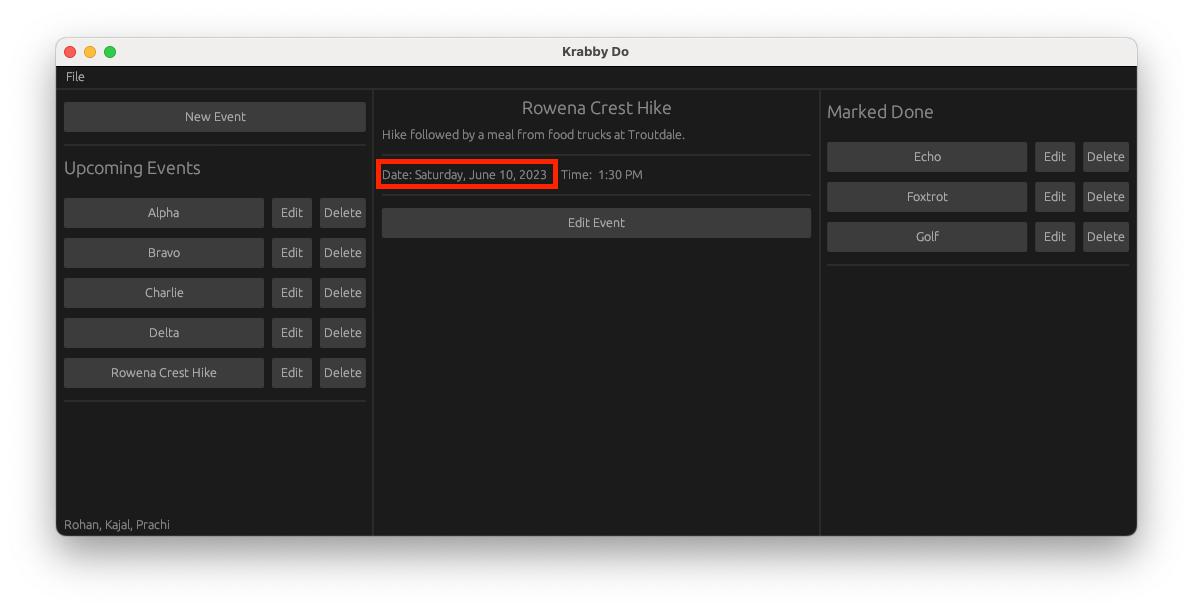 Krabby Do
File
New Event
Upcoming Events
Alpha Edit Delete
Bravo Edit Delete
Charlie Edit Delete
Delta Edit Delete
Rowena Crest Hike Edit Delete
Rohan, Kajal, Prachi
Rowena Crest Hike
Hike followed by a meal from food trucks at Troutdale.
Date: Saturday, June 10, 2023 Time: 1:30 PM
Edit Event
Marked Done
Echo Edit Delete
Foxtrot Edit Delete
Golf Edit Delete